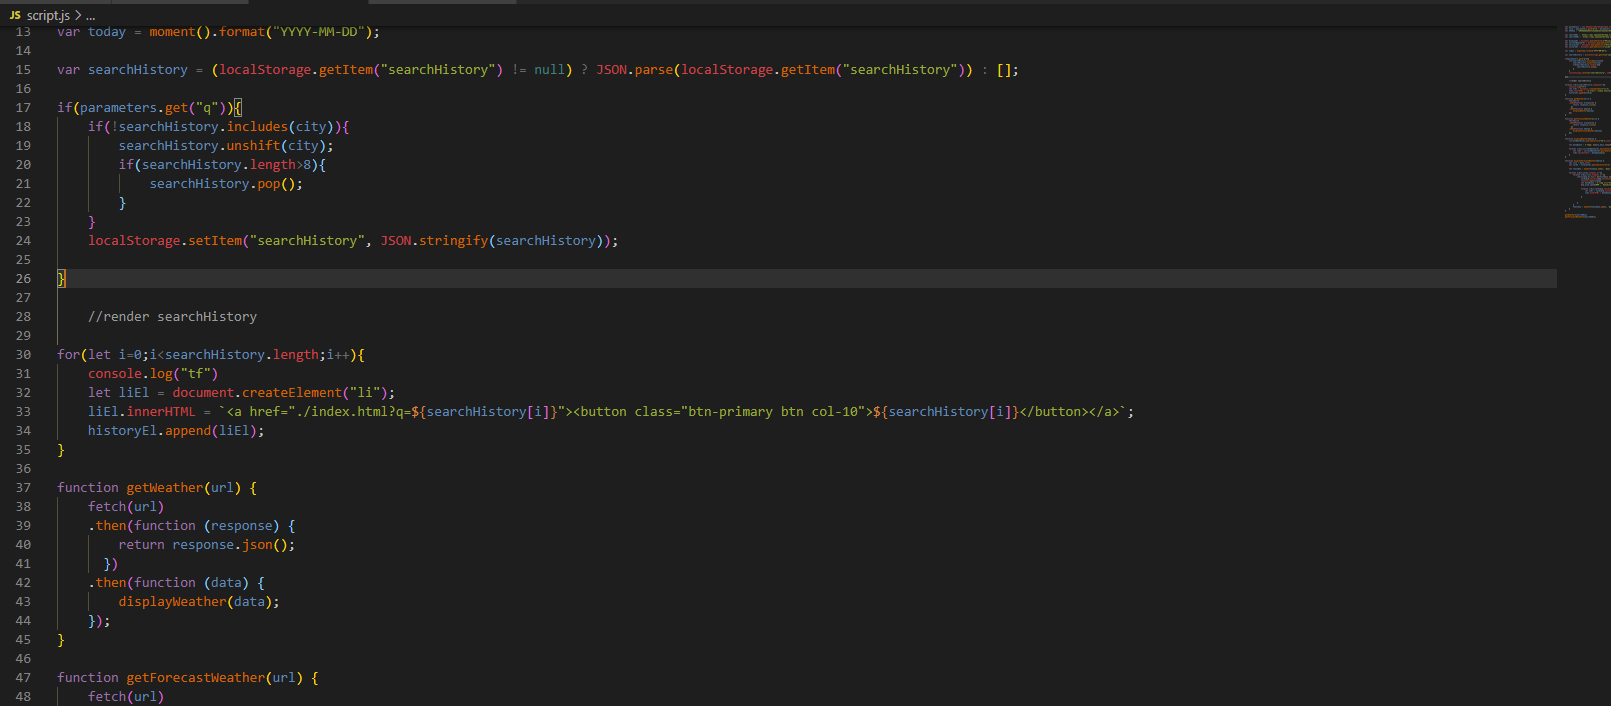 JS script.js > ...
13 var today = moment().format("YYYY-MM-DD");
14
15 var searchHistory = (localStorage.getItem("searchHistory") != null) ? JSON.parse(localStorage.getItem("searchHistory")) : [];
16
17 if(parameters.get("q")){
18 if(!searchHistory.includes(city)){
19 searchHistory.unshift(city);
20 if(searchHistory.length>8){
21 searchHistory.pop();
22 }
23 }
24 localStorage.setItem("searchHistory", JSON.stringify(searchHistory));
25
26 }
27
28 //render searchHistory
29
30 for(let i=0;i<searchHistory.length;i++){
31 console.log("tf")
32 let liEl = document.createElement("li");
33 liEl.innerHTML = `<a href="./index.html?q=${searchHistory[i]}"><button class="btn-primary btn col-10">${searchHistory[i]}</button></a>`;
34 historyEl.append(liEl);
35 }
36
37 function getWeather(url) {
38 fetch(url)
39 .then(function (response) {
40 return response.json();
41 })
42 .then(function (data) {
43 displayWeather(data);
44 });
45 }
46
47 function getForecastWeather(url) {
48 fetch(url)